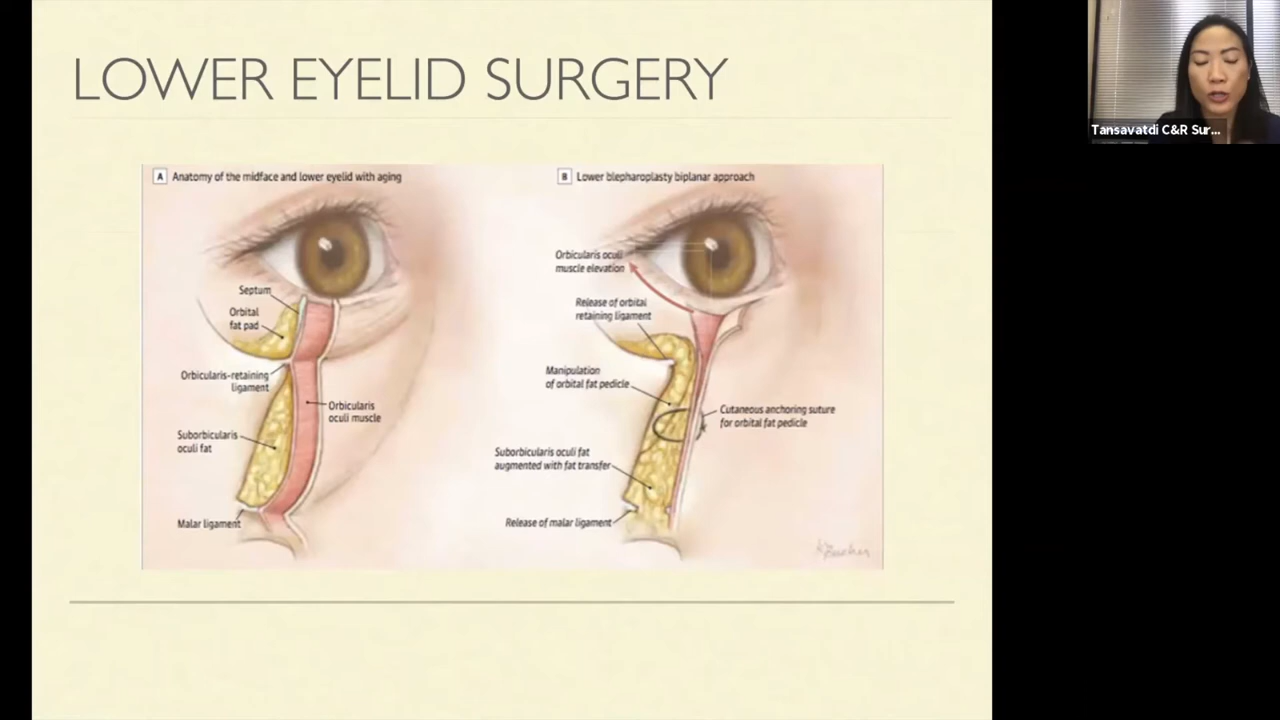 LOWER EYELID SURGERY
A Anatomy of the midface and lower eyelid with aging
Septum
Orbital
fat pad
Orbicularis-retaining
ligament
Orbicularis
oculi muscle
Suborbicularis
oculi fat
Malar ligament
B Lower blepharoplasty biplanar approach
Orbicularis oculi
muscle elevation
Release of orbital
retaining ligament
Manipulation
of orbital fat pedicle
Cutaneous anchoring suture
for orbital fat pedicle
Suborbicularis oculi fat
augmented with fat transfer
Release of malar ligament
Tansavatdi C&R Sur...